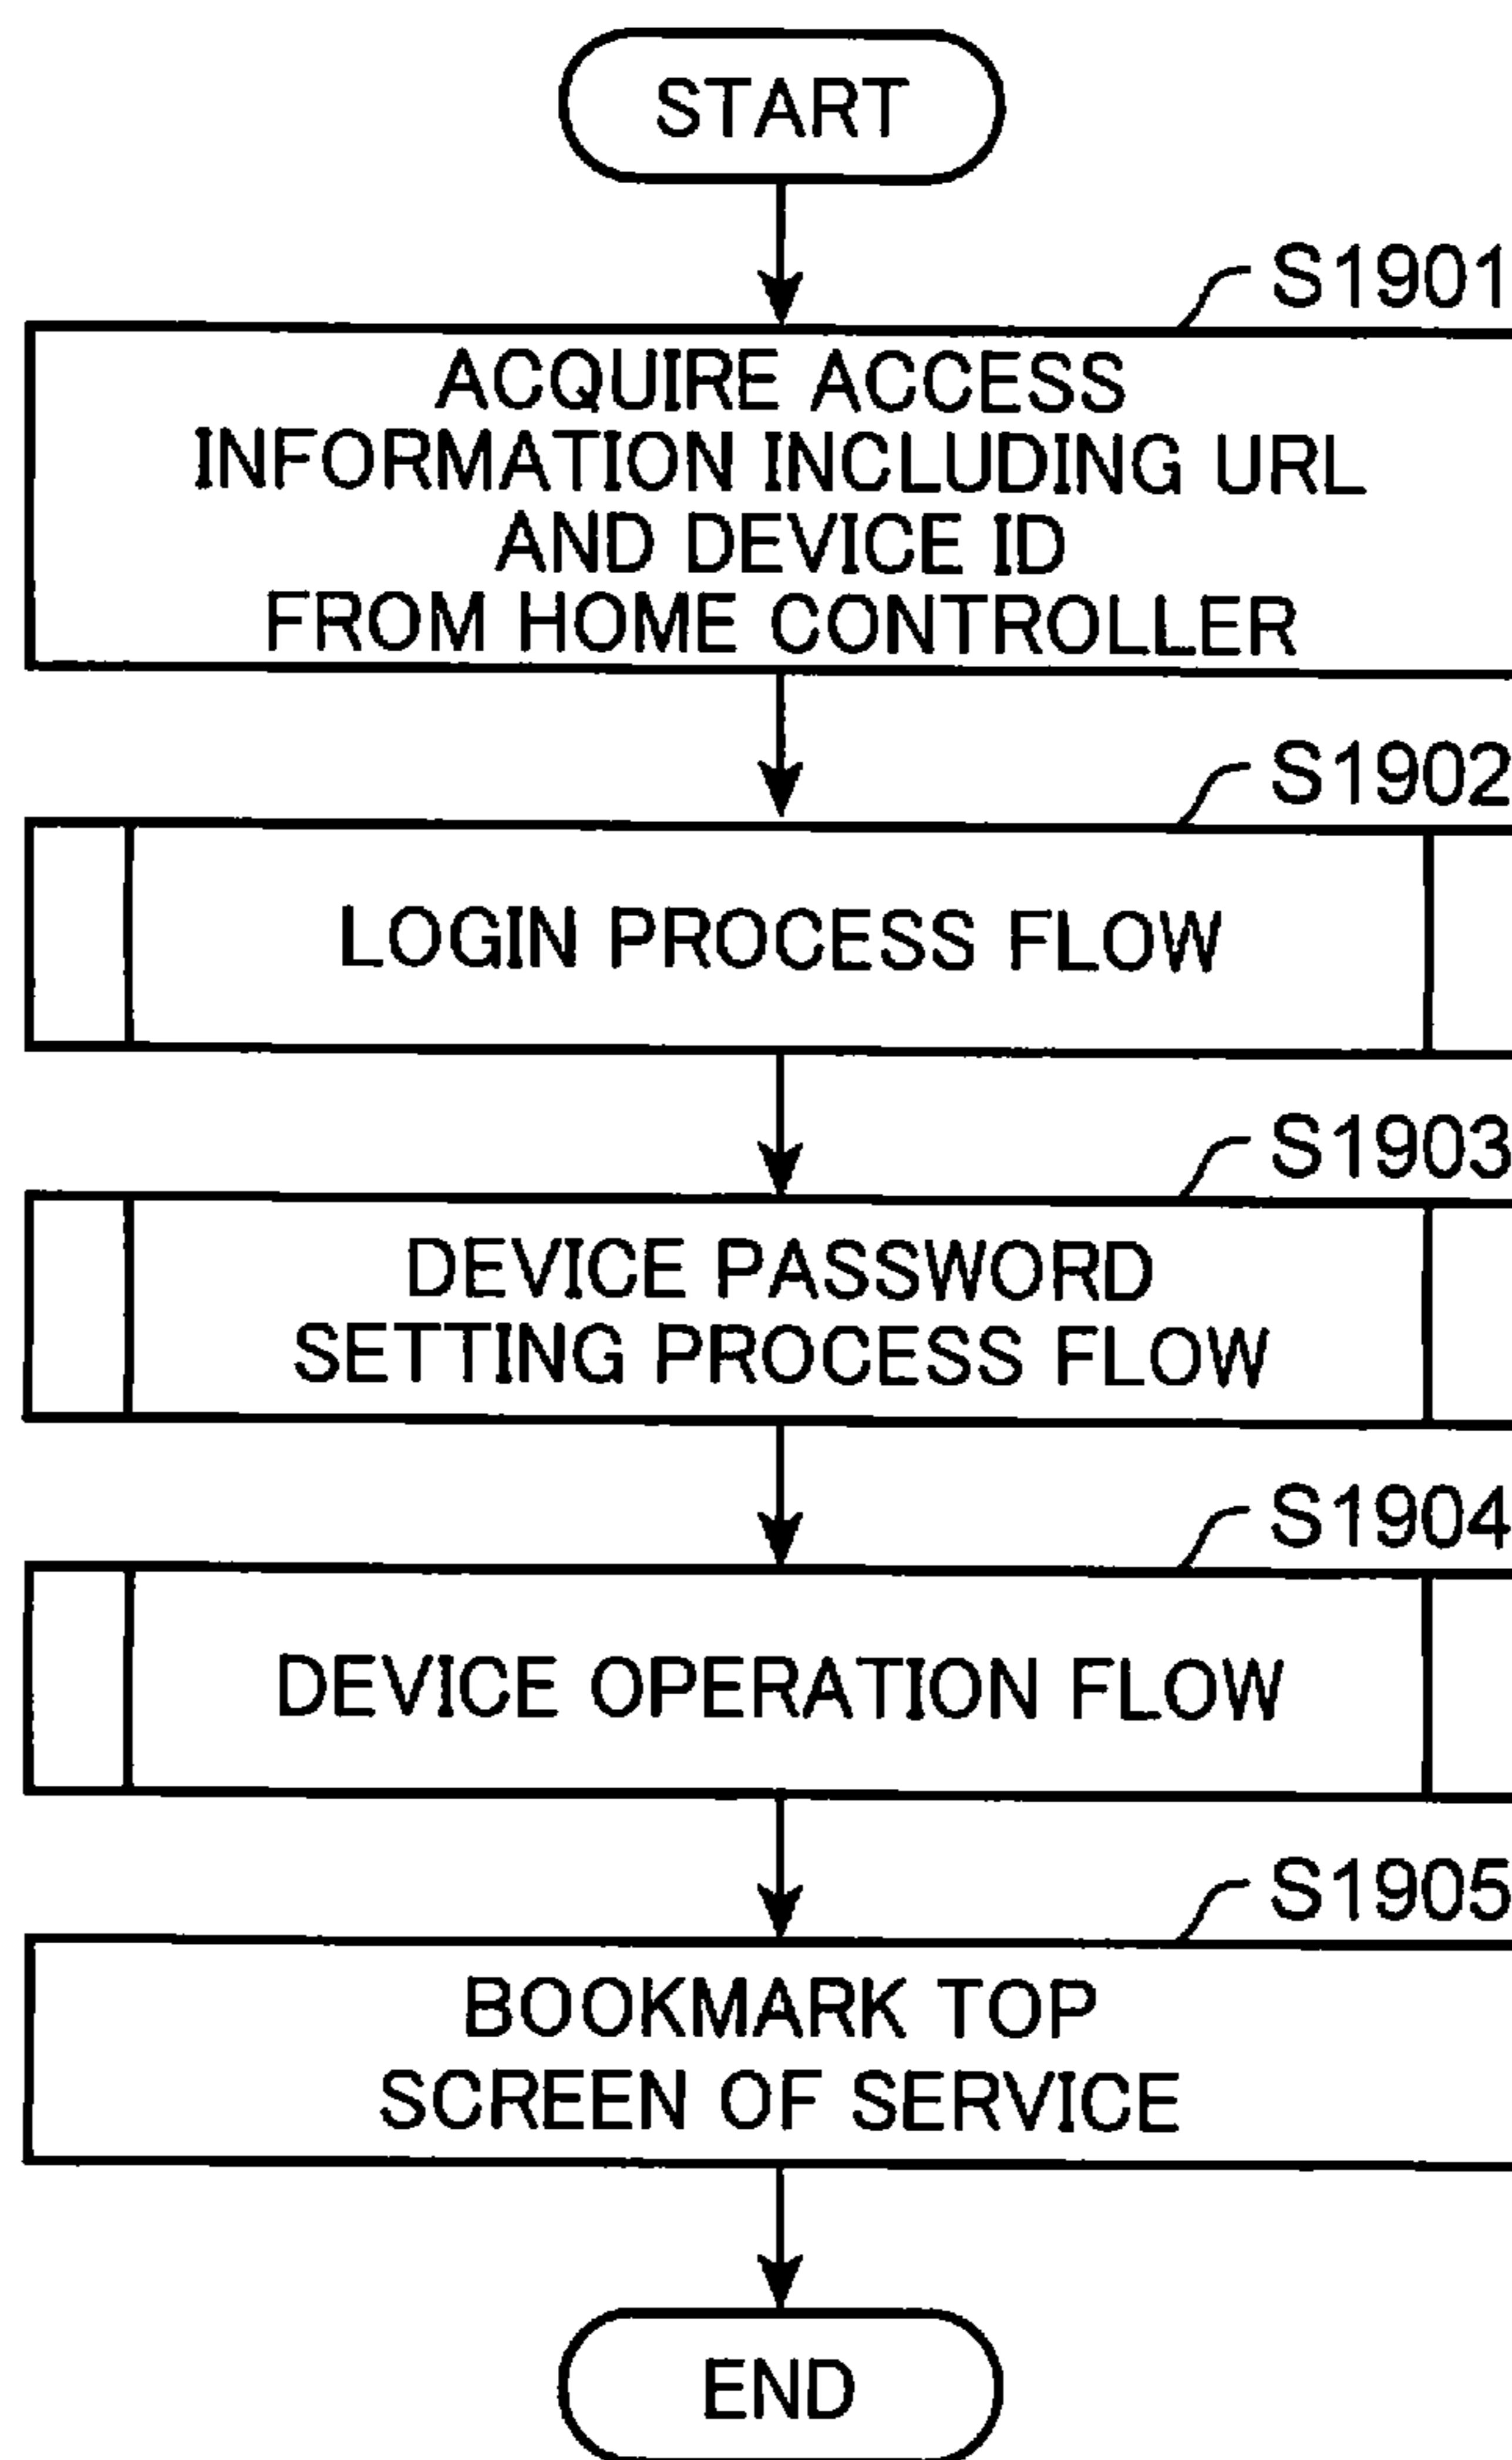 START
S1901
ACQUIRE ACCESS
INFORMATION INCLUDING URL
AND DEVICE ID
FROM HOME CONTROLLER
S1902
LOGIN PROCESS FLOW
S1903
DEVICE PASSWORD
SETTING PROCESS FLOW
S1904
DEVICE OPERATION FLOW
S1905
BOOKMARK TOP
SCREEN OF SERVICE
END